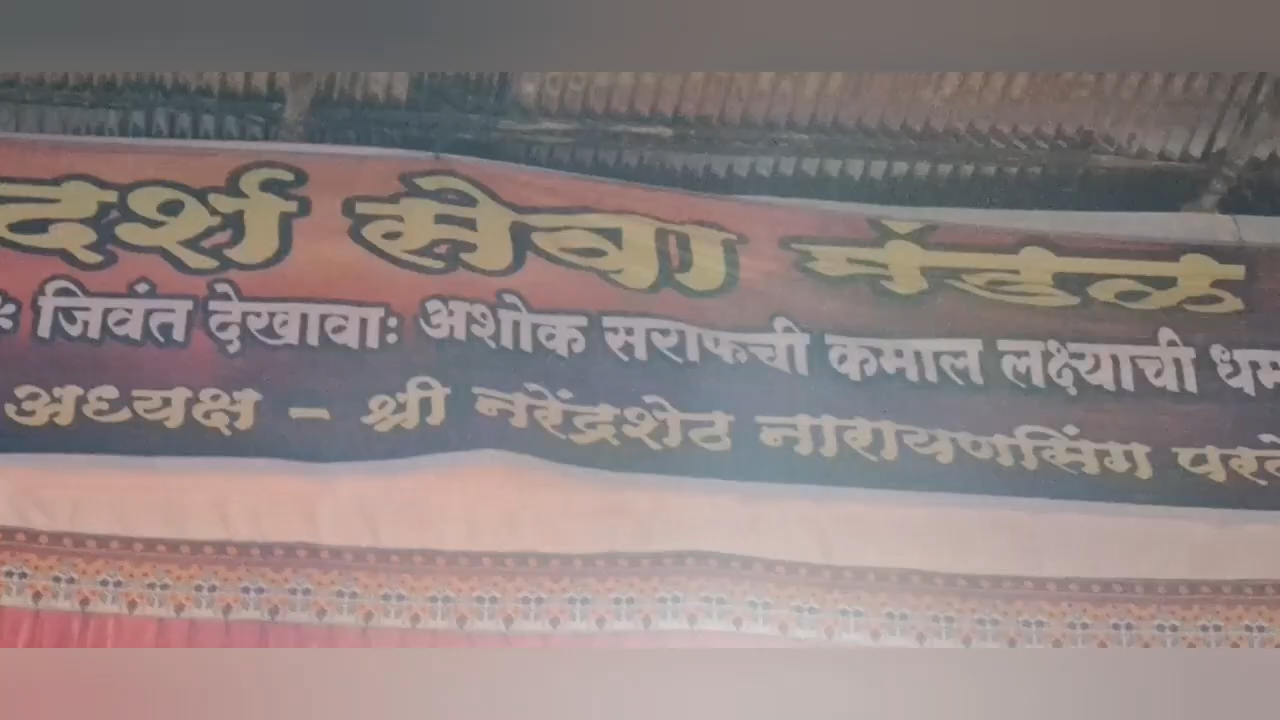 दर्श सेवा मंडळ
जिवंत देखावाः अशोक सराफची कमाल लक्ष्याची
अध्यक्ष - श्री नरेंद्रशेठ नारायणसिंग